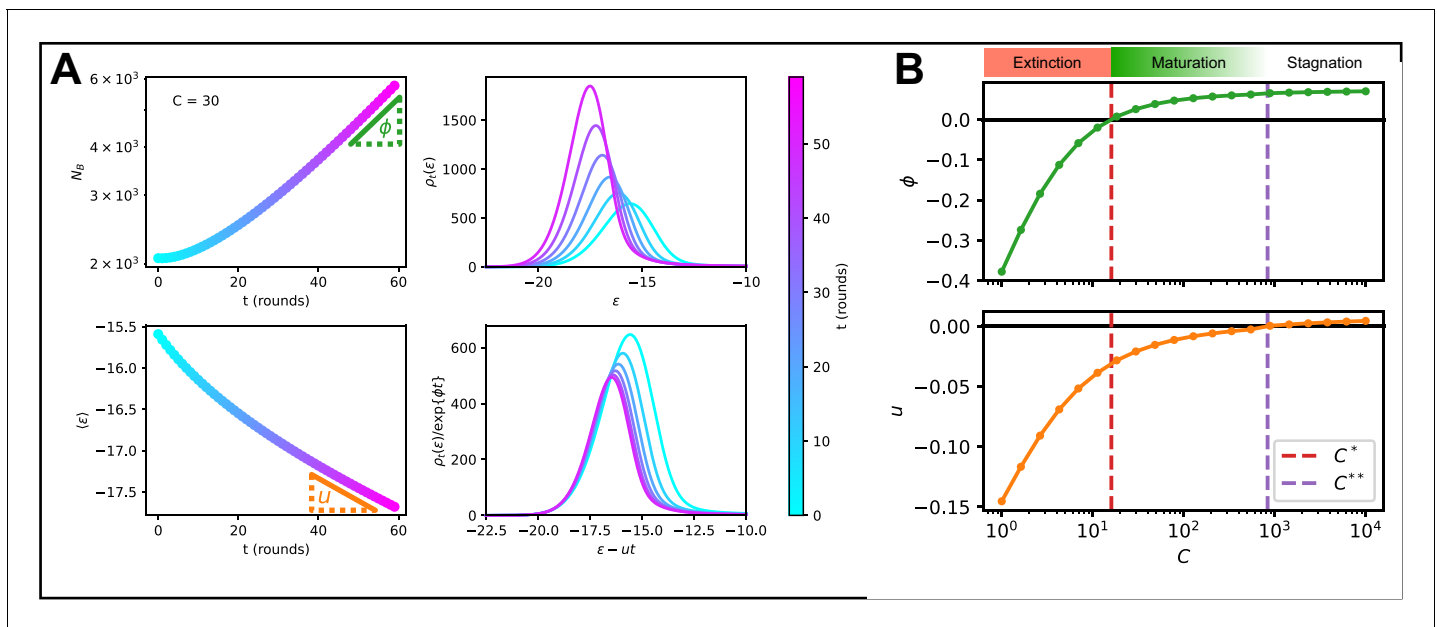 A
C = 30
6 × 10³
4 × 10³
3 × 10³
2 × 10³
N_B
ϕ
0 20 40 60
t (rounds)
1500
1000
500
0
ρ_t(ε)
−20 −15 −10
ε
−15.5
−16.0
−16.5
−17.0
−17.5
⟨ε⟩
u
0 20 40 60
t (rounds)
600
400
200
0
ρ_t(ε)/exp{ϕt}
−22.5 −20.0 −17.5 −15.0 −12.5 −10.0
ε − ut
50
40
30
20
10
0
t (rounds)
B
Extinction Maturation Stagnation
0.0
−0.1
−0.2
−0.3
−0.4
ϕ
0.00
−0.05
−0.10
−0.15
u
C*
C**
10⁰ 10¹ 10² 10³ 10⁴
C